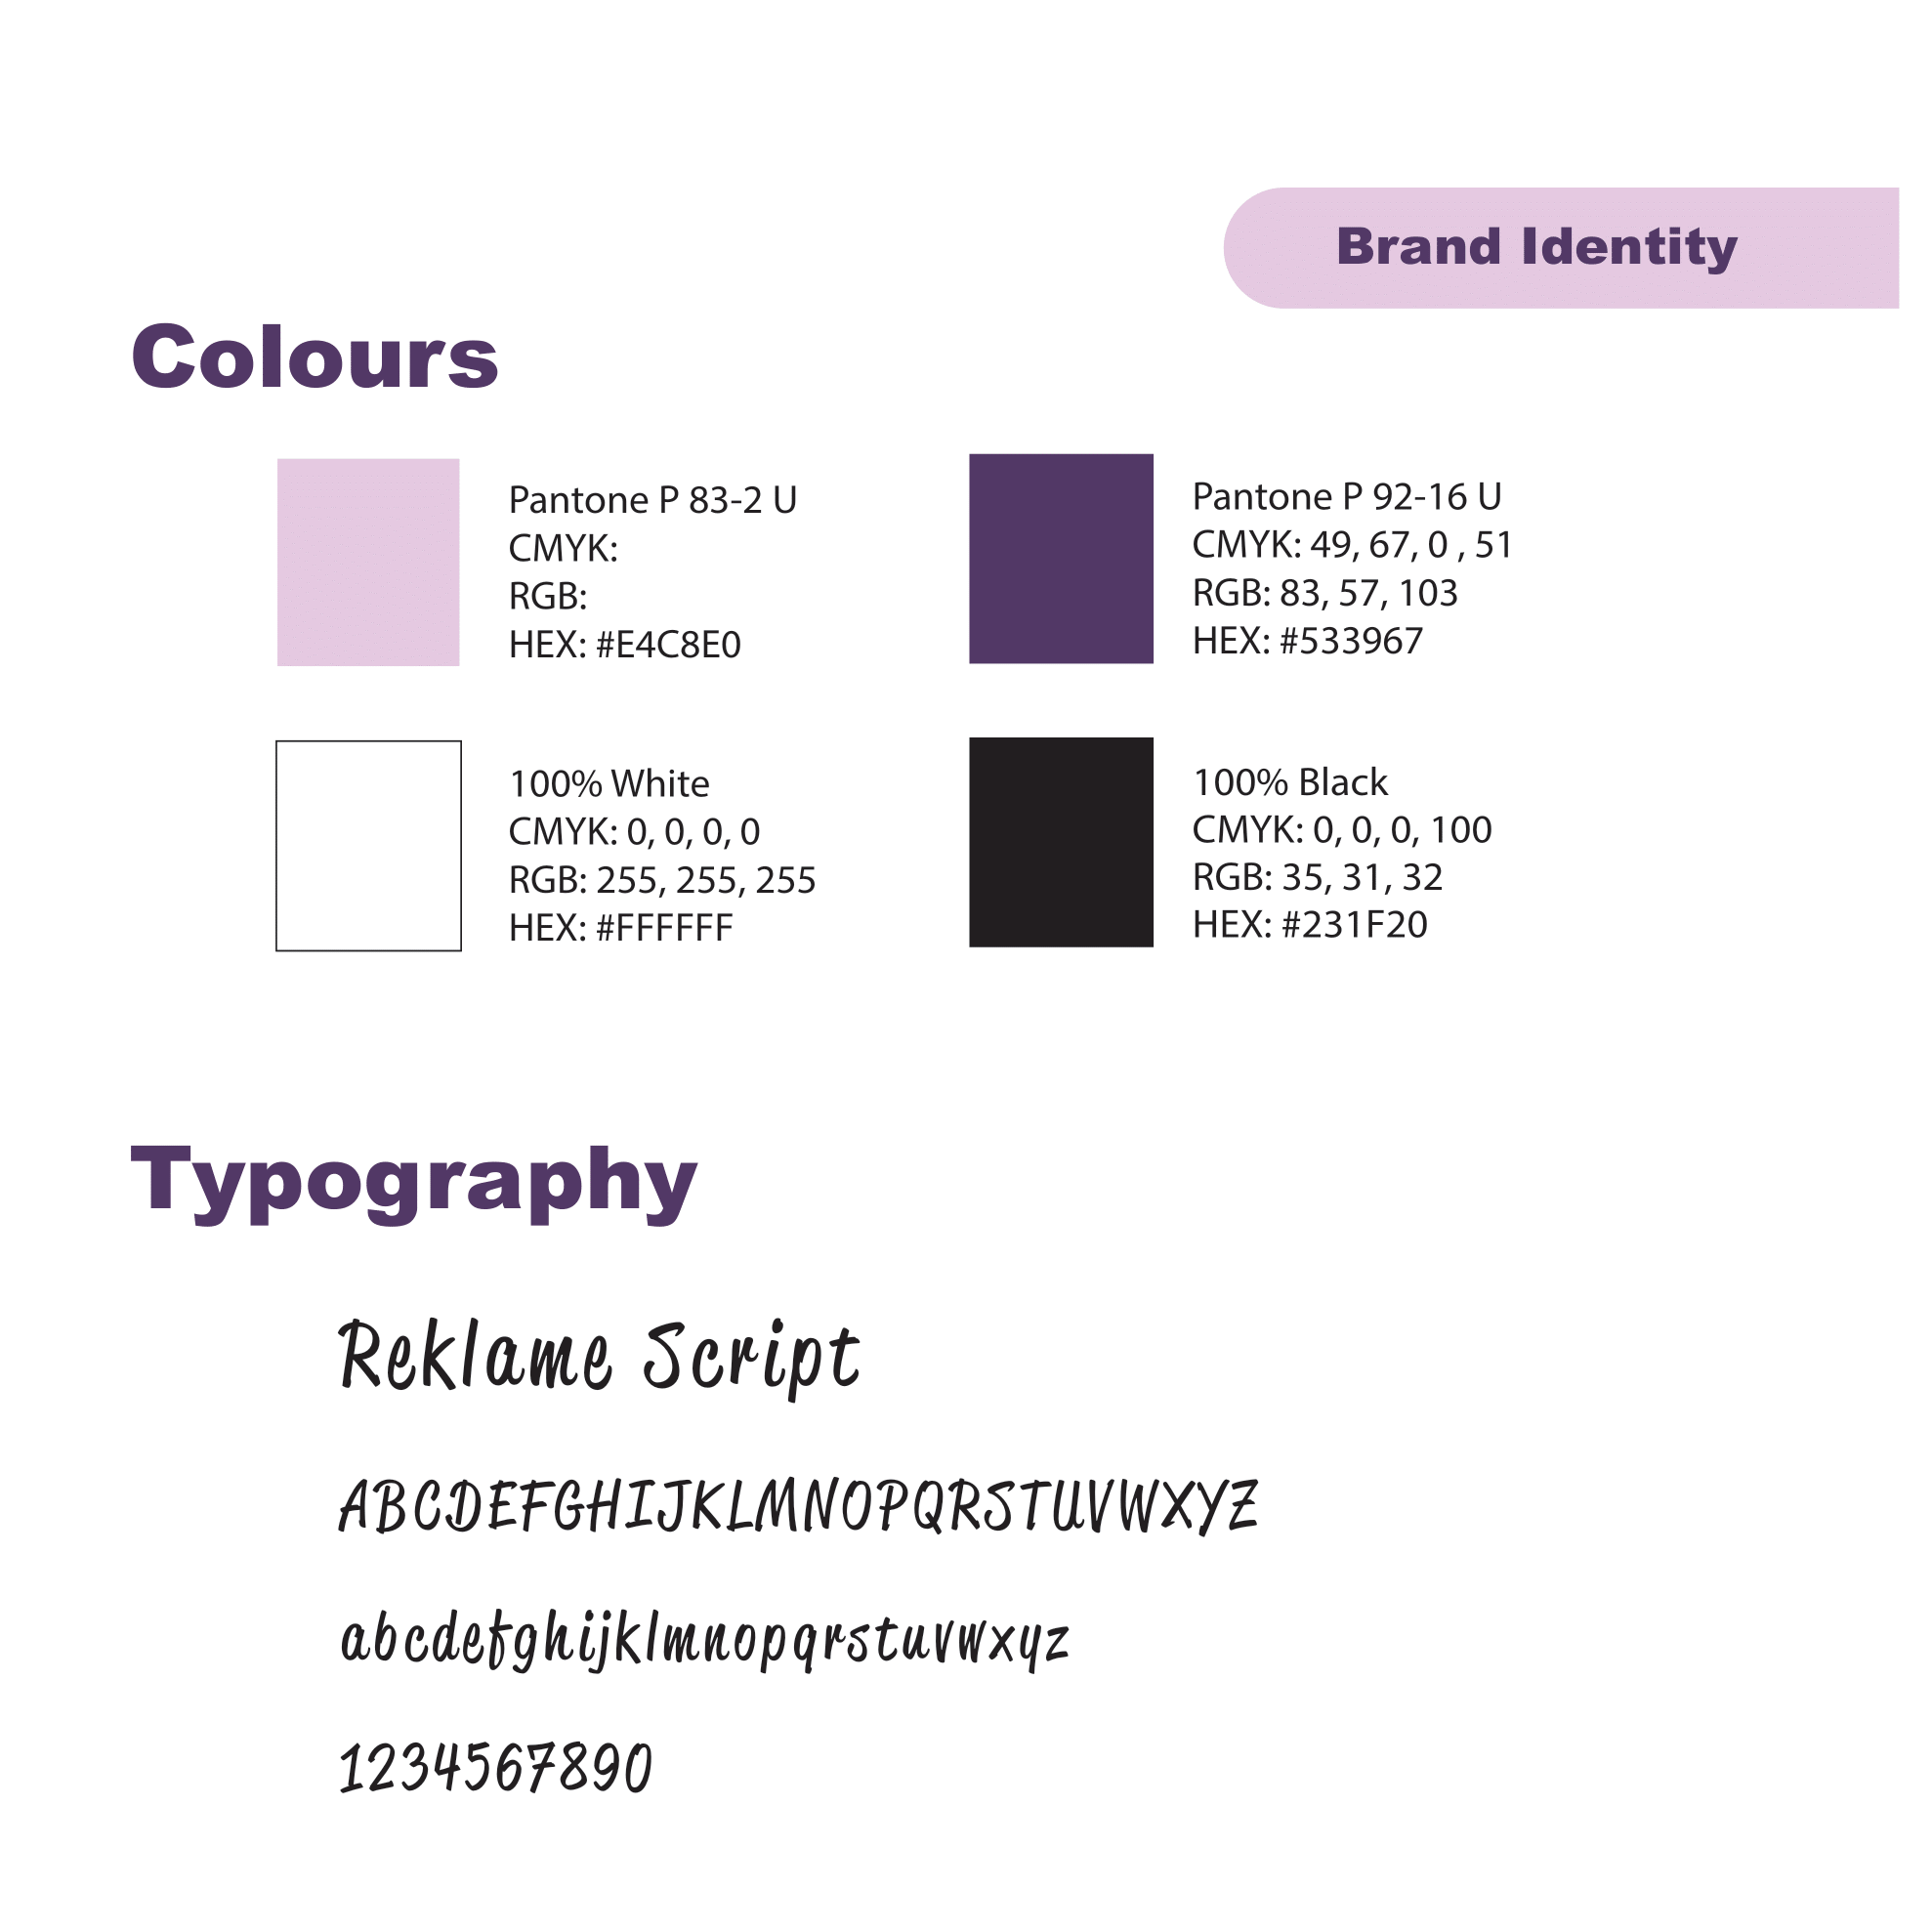 Brand Identity
Colours
Pantone P 83-2 U
CMYK:
RGB:
HEX: #E4C8E0
Pantone P 92-16 U
CMYK: 49, 67, 0 , 51
RGB: 83, 57, 103
HEX: #533967
100% White
CMYK: 0, 0, 0, 0
RGB: 255, 255, 255
HEX: #FFFFFF
100% Black
CMYK: 0, 0, 0, 100
RGB: 35, 31, 32
HEX: #231F20
Typography
Reklame Script
ABCDEFGHIJKLMNOPQRSTUVWXYZ
abcdefghijklmnopqrstuvwxyz
1234567890